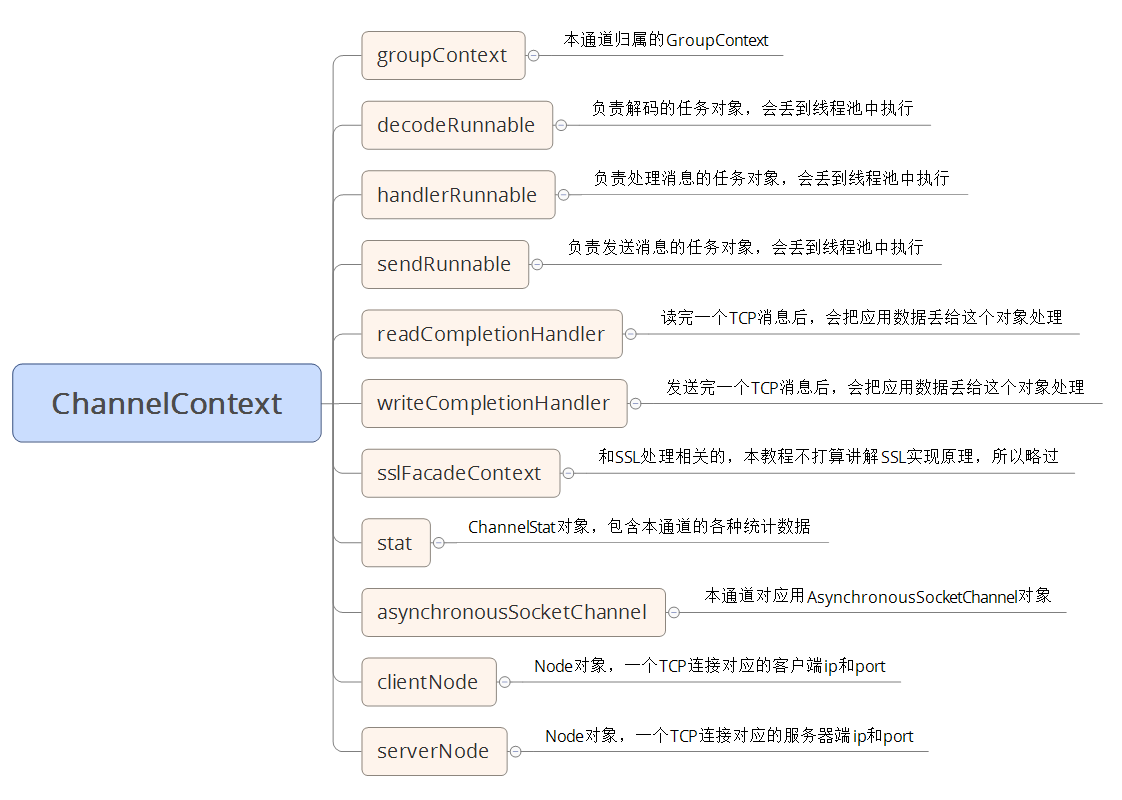 groupContext
本通道归属的GroupContext
decodeRunnable
负责解码的任务对象，会丢到线程池中执行
handlerRunnable
负责处理消息的任务对象，会丢到线程池中执行
sendRunnable
负责发送消息的任务对象，会丢到线程池中执行
readCompletionHandler
读完一个TCP消息后，会把应用数据丢给这个对象处理
ChannelContext
writeCompletionHandler
发送完一个TCP消息后，会把应用数据丢给这个对象处理
sslFacadeContext
和SSL处理相关的，本教程不打算讲解SSL实现原理，所以略过
stat
ChannelStat对象，包含本通道的各种统计数据
asynchronousSocketChannel
本通道对应用AsynchronousSocketChannel对象
clientNode
Node对象，一个TCP连接对应的客户端ip和port
serverNode
Node对象，一个TCP连接对应的服务器端ip和port